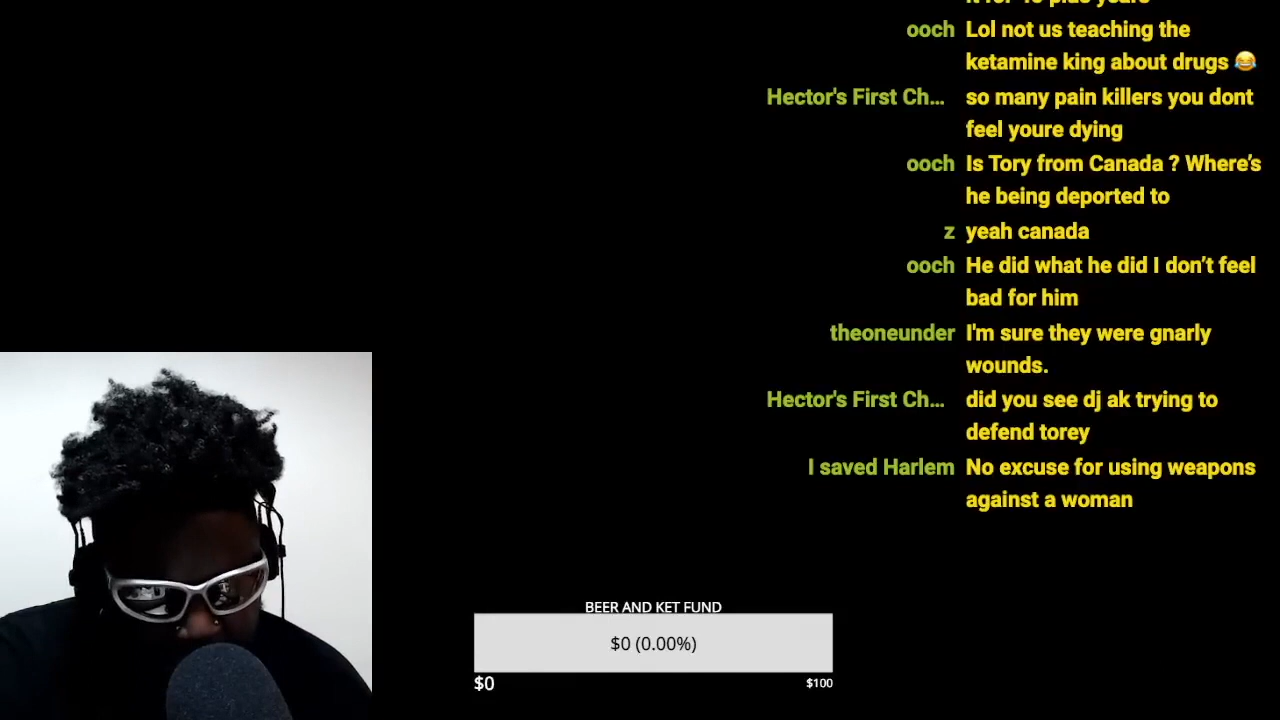 ooch Lol not us teaching the
ketamine king about drugs 😂
Hector's First Ch... so many pain killers you dont
feel youre dying
ooch Is Tory from Canada ? Where’s
he being deported to
z yeah canada
ooch He did what he did I don’t feel
bad for him
theoneunder I'm sure they were gnarly
wounds.
Hector's First Ch... did you see dj ak trying to
defend torey
I saved Harlem No excuse for using weapons
against a woman
BEER AND KET FUND
$0 (0.00%)
$0 $100